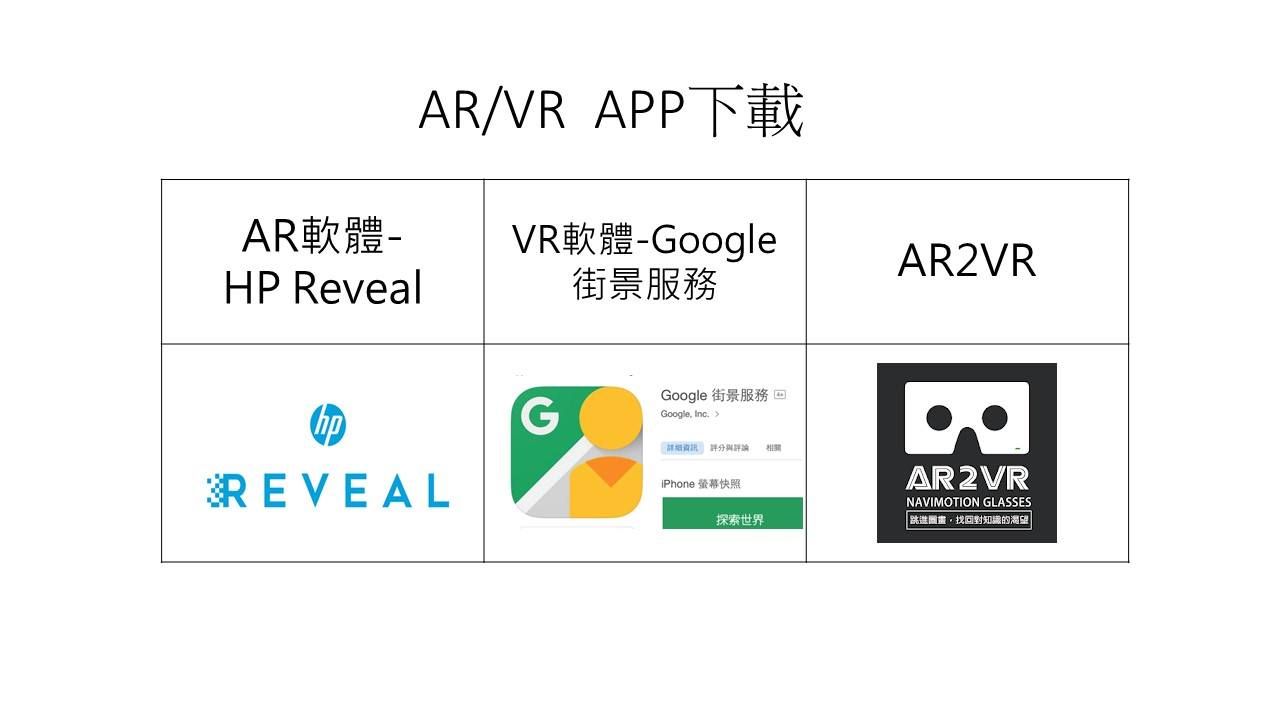 AR/VR APP下載
AR軟體-
HP Reveal
VR軟體-Google
街景服務
AR2VR
hp
REVEAL
G
Google 街景服務 4+
Google, Inc. >
詳細資訊 評分與評論 相關
iPhone 螢幕快照
探索世界
AR2VR
NAVIMOTION GLASSES
跳進圖畫，找回對知識的渴望